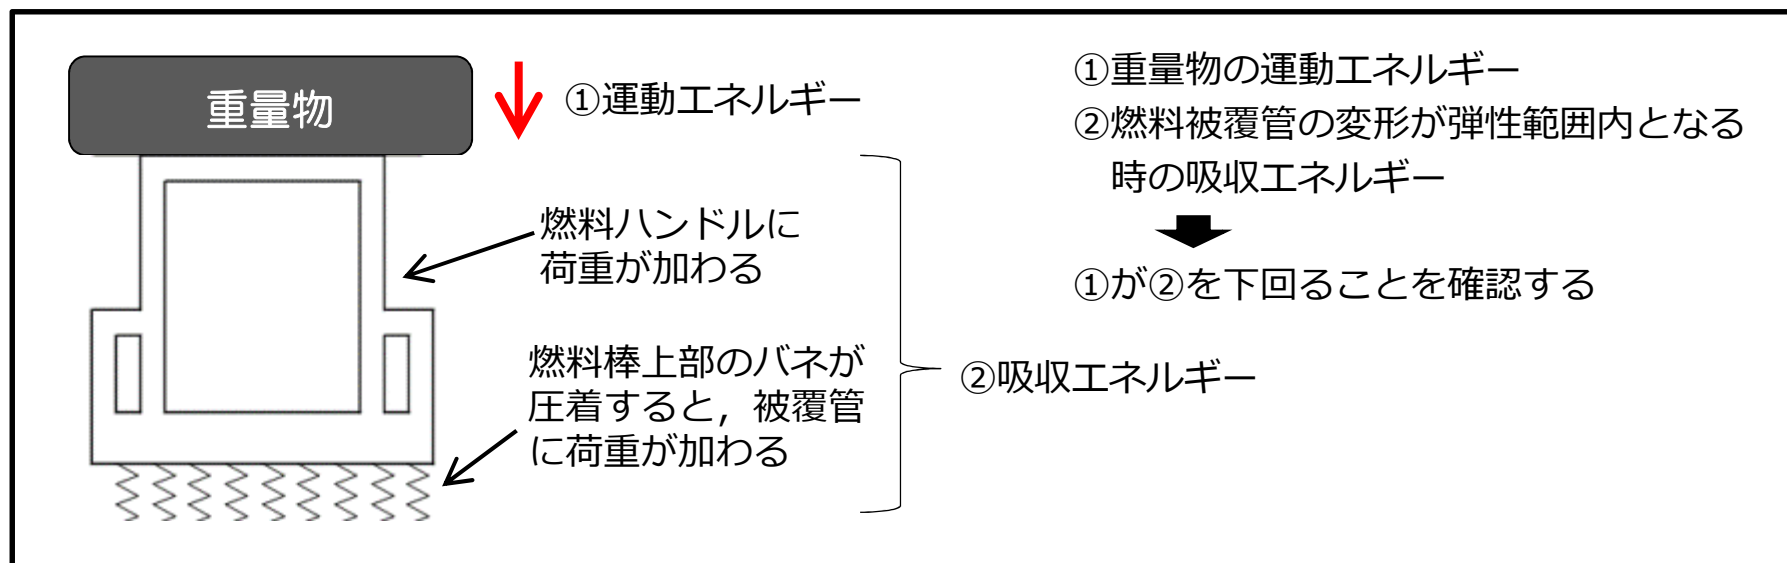 重量物
①運動エネルギー
燃料ハンドルに
荷重が加わる
燃料棒上部のバネが
圧着すると，被覆管
に荷重が加わる
②吸収エネルギー
①重量物の運動エネルギー
②燃料被覆管の変形が弾性範囲内となる
時の吸収エネルギー
①が②を下回ることを確認する